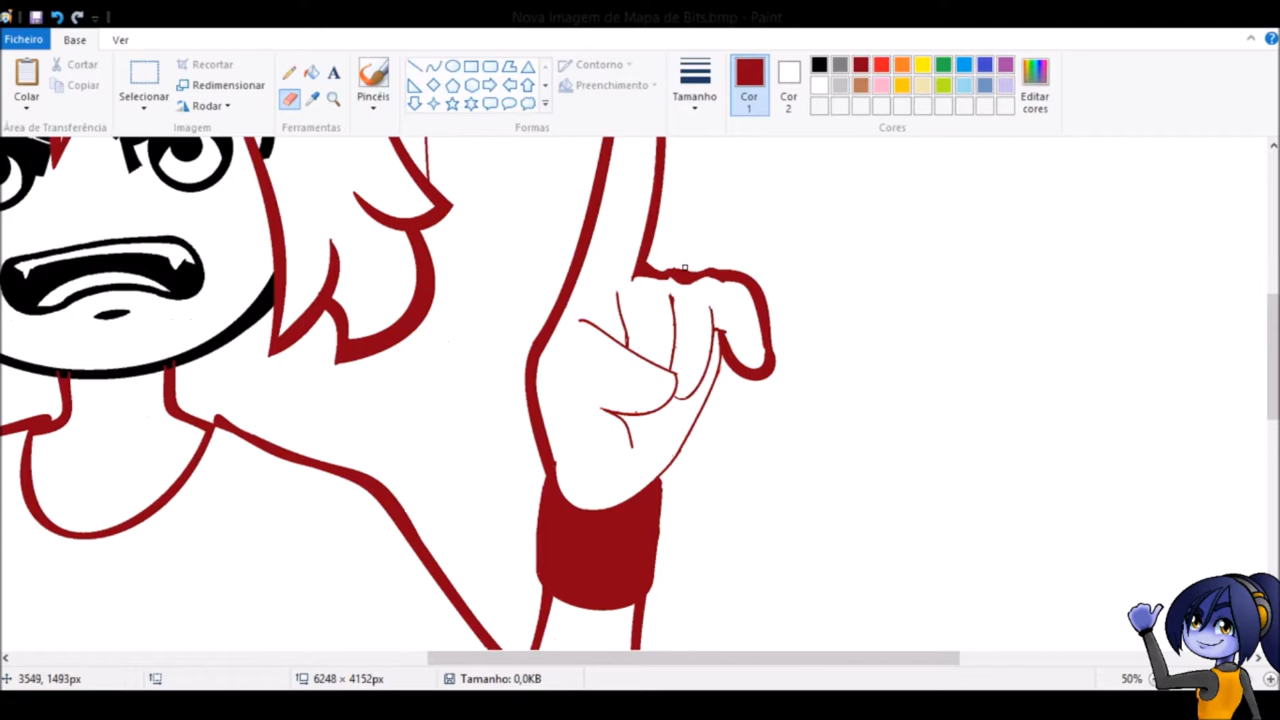 Nova Imagem de Mapa de Bits.bmp - Paint
Ficheiro Base Ver
Colar
Cortar
Copiar
Área de Transferência
Selecionar
Recortar
Redimensionar
Rodar
Imagem
A
Ferramentas
Pincéis
Contorno
Preenchimento
Formas
Tamanho
Cor
1
Cor
2
Editar
cores
Cores
3549, 1493px
6248 × 4152px
Tamanho: 0,0KB
50%